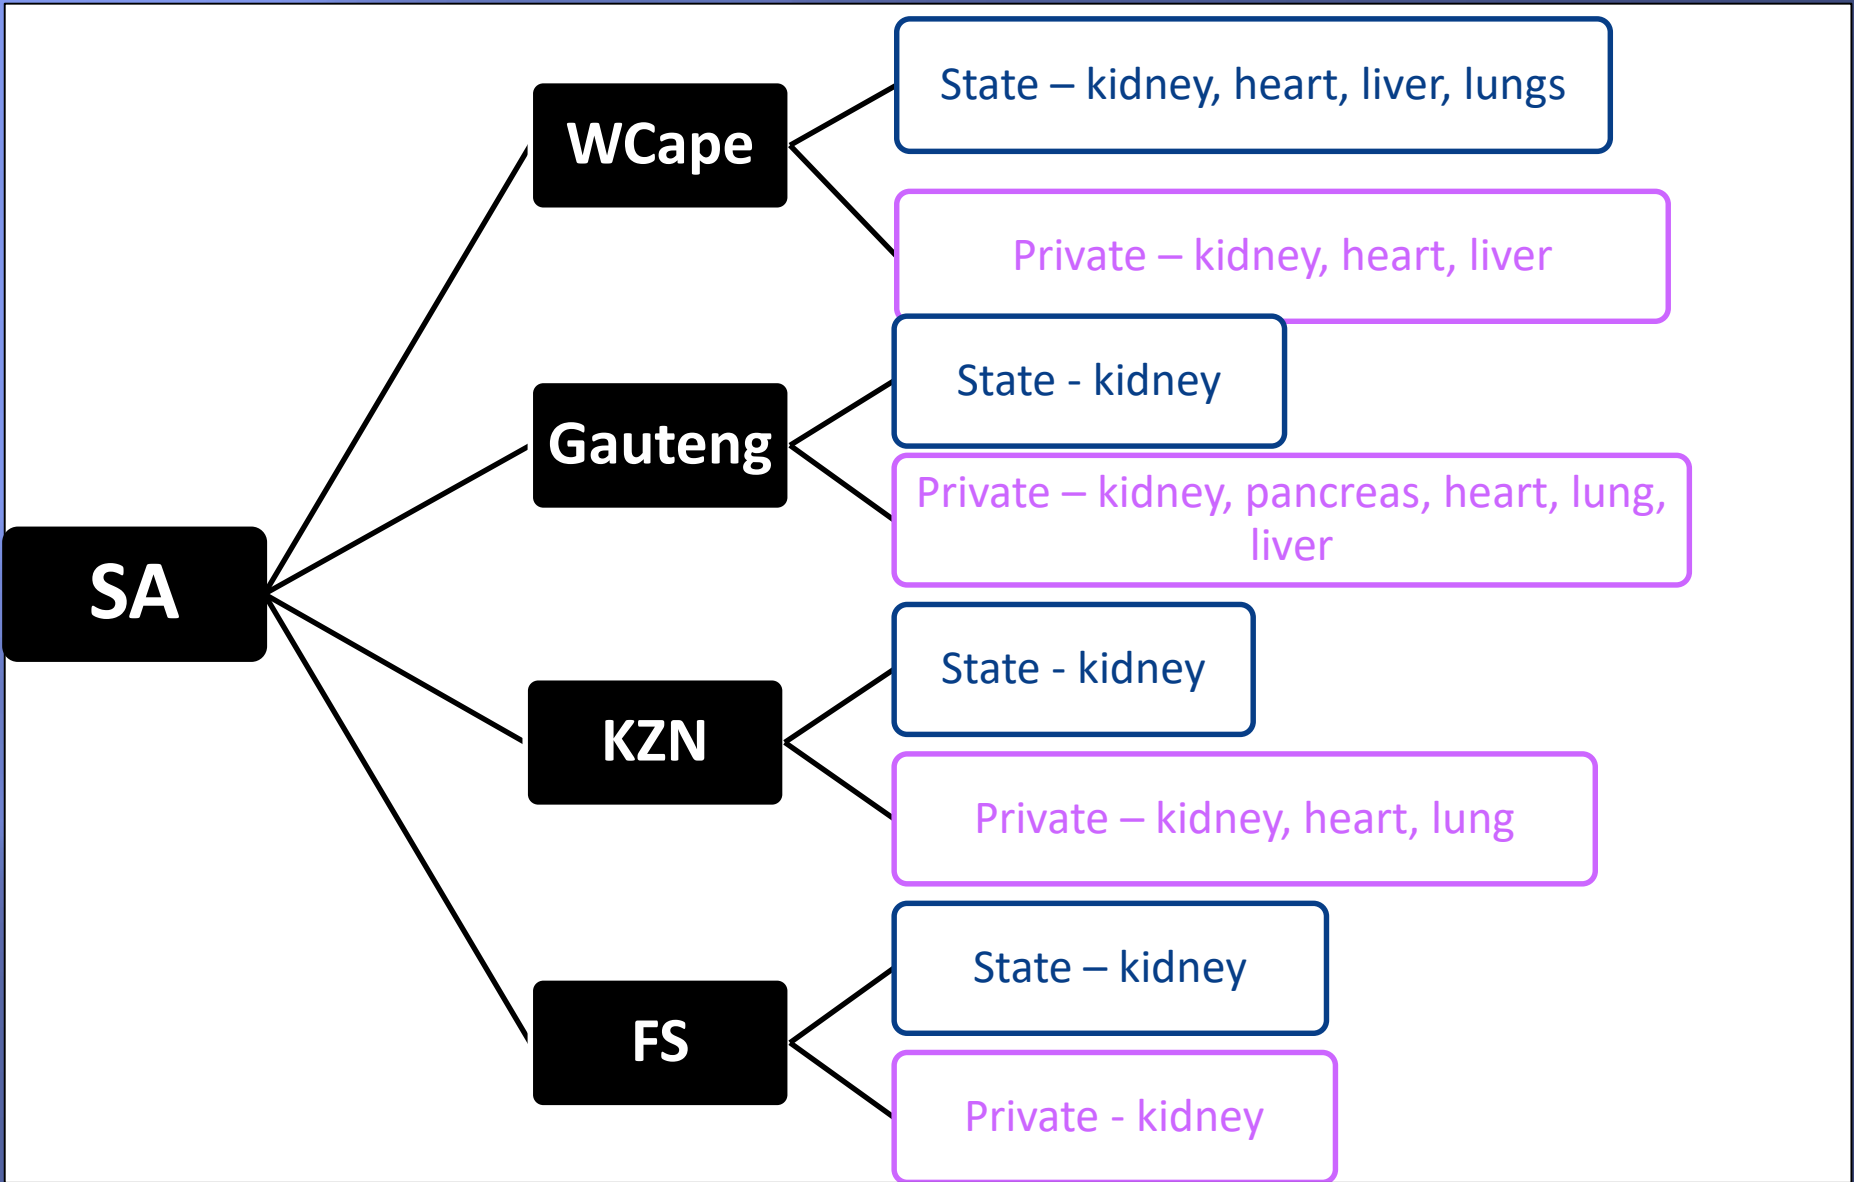 SA
WCape
State – kidney, heart, liver, lungs
Private – kidney, heart, liver
Gauteng
State - kidney
Private – kidney, pancreas, heart, lung,
liver
KZN
State - kidney
Private – kidney, heart, lung
FS
State – kidney
Private - kidney